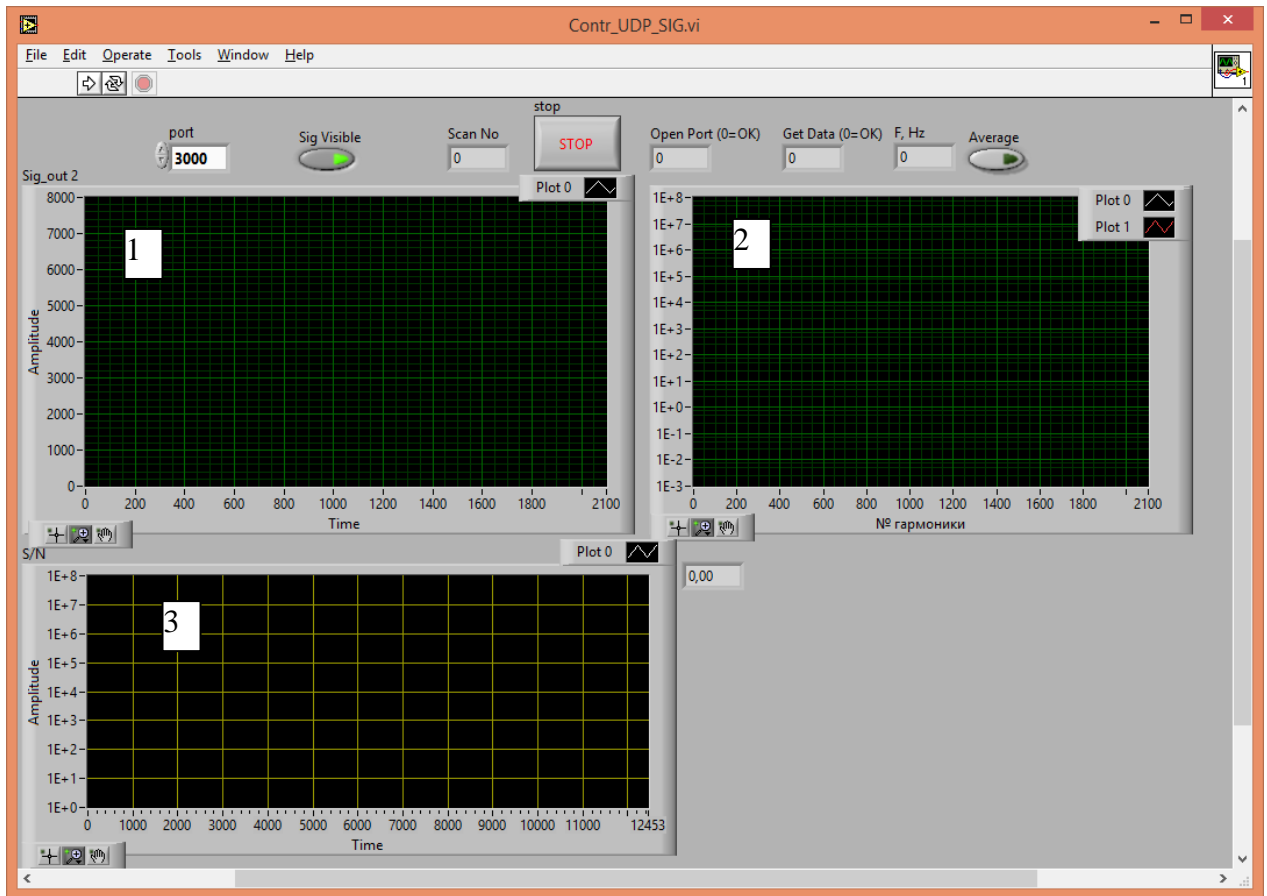 Contr_UDP_SIG.vi
File Edit Operate Tools Window Help
1
stop
port
3000
Sig Visible
Scan No
0
STOP
Open Port (0=OK)
0
Get Data (0=OK)
0
F, Hz
0
Average
Sig_out 2
Plot 0
8000
7000
6000
5000
4000
3000
2000
1000
0
Amplitude
1
0 200 400 600 800 1000 1200 1400 1600 1800 2100
Time
Plot 0
Plot 1
1E+8
1E+7
1E+6
1E+5
1E+4
1E+3
1E+2
1E+1
1E+0
1E-1
1E-2
1E-3
2
0 200 400 600 800 1000 1200 1400 1600 1800 2100
№ гармоники
S/N
Plot 0
1E+8
1E+7
1E+6
1E+5
1E+4
1E+3
1E+2
1E+1
1E+0
Amplitude
3
0 1000 2000 3000 4000 5000 6000 7000 8000 9000 10000 11000 12453
Time
0,00